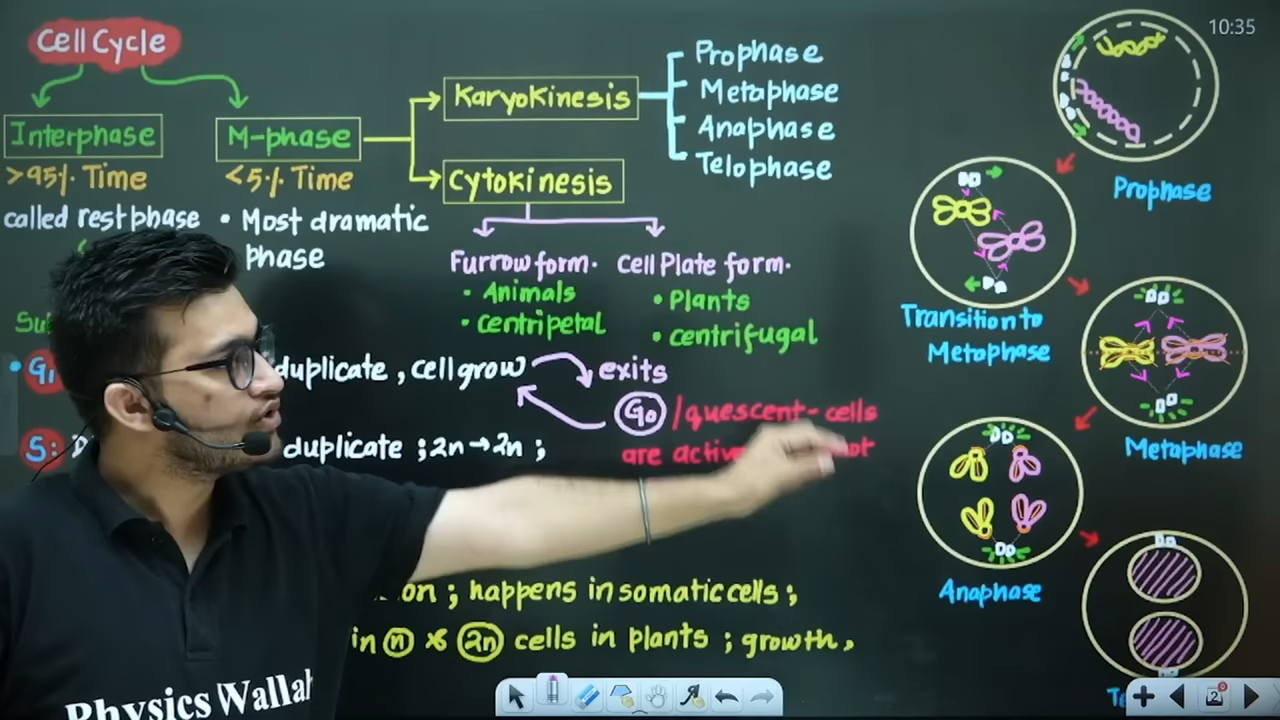 10:35
Cell Cycle
Interphase
>95% Time
called rest phase
M-phase
<5% Time
• Most dramatic
phase
Karyokinesis
Prophase
Metaphase
Anaphase
Telophase
Cytokinesis
Furrow form.
• Animals
• centripetal
Cell Plate form.
• Plants
• centrifugal
• G1
duplicate, cell grow
exits
G0 /quescent-cells
are
not
S:
duplicate ; 2n→2n ;
; happens in somatic cells ;
in n & 2n cells in plants ; growth,
Prophase
Transition to
Metaphase
Metaphase
Anaphase
Physics Wallah
2